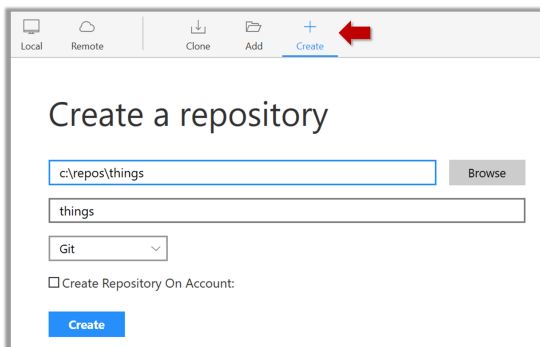 Local Remote Clone Add Create
Create a repository
c:\repos\things Browse
things
Git
Create Repository On Account:
Create